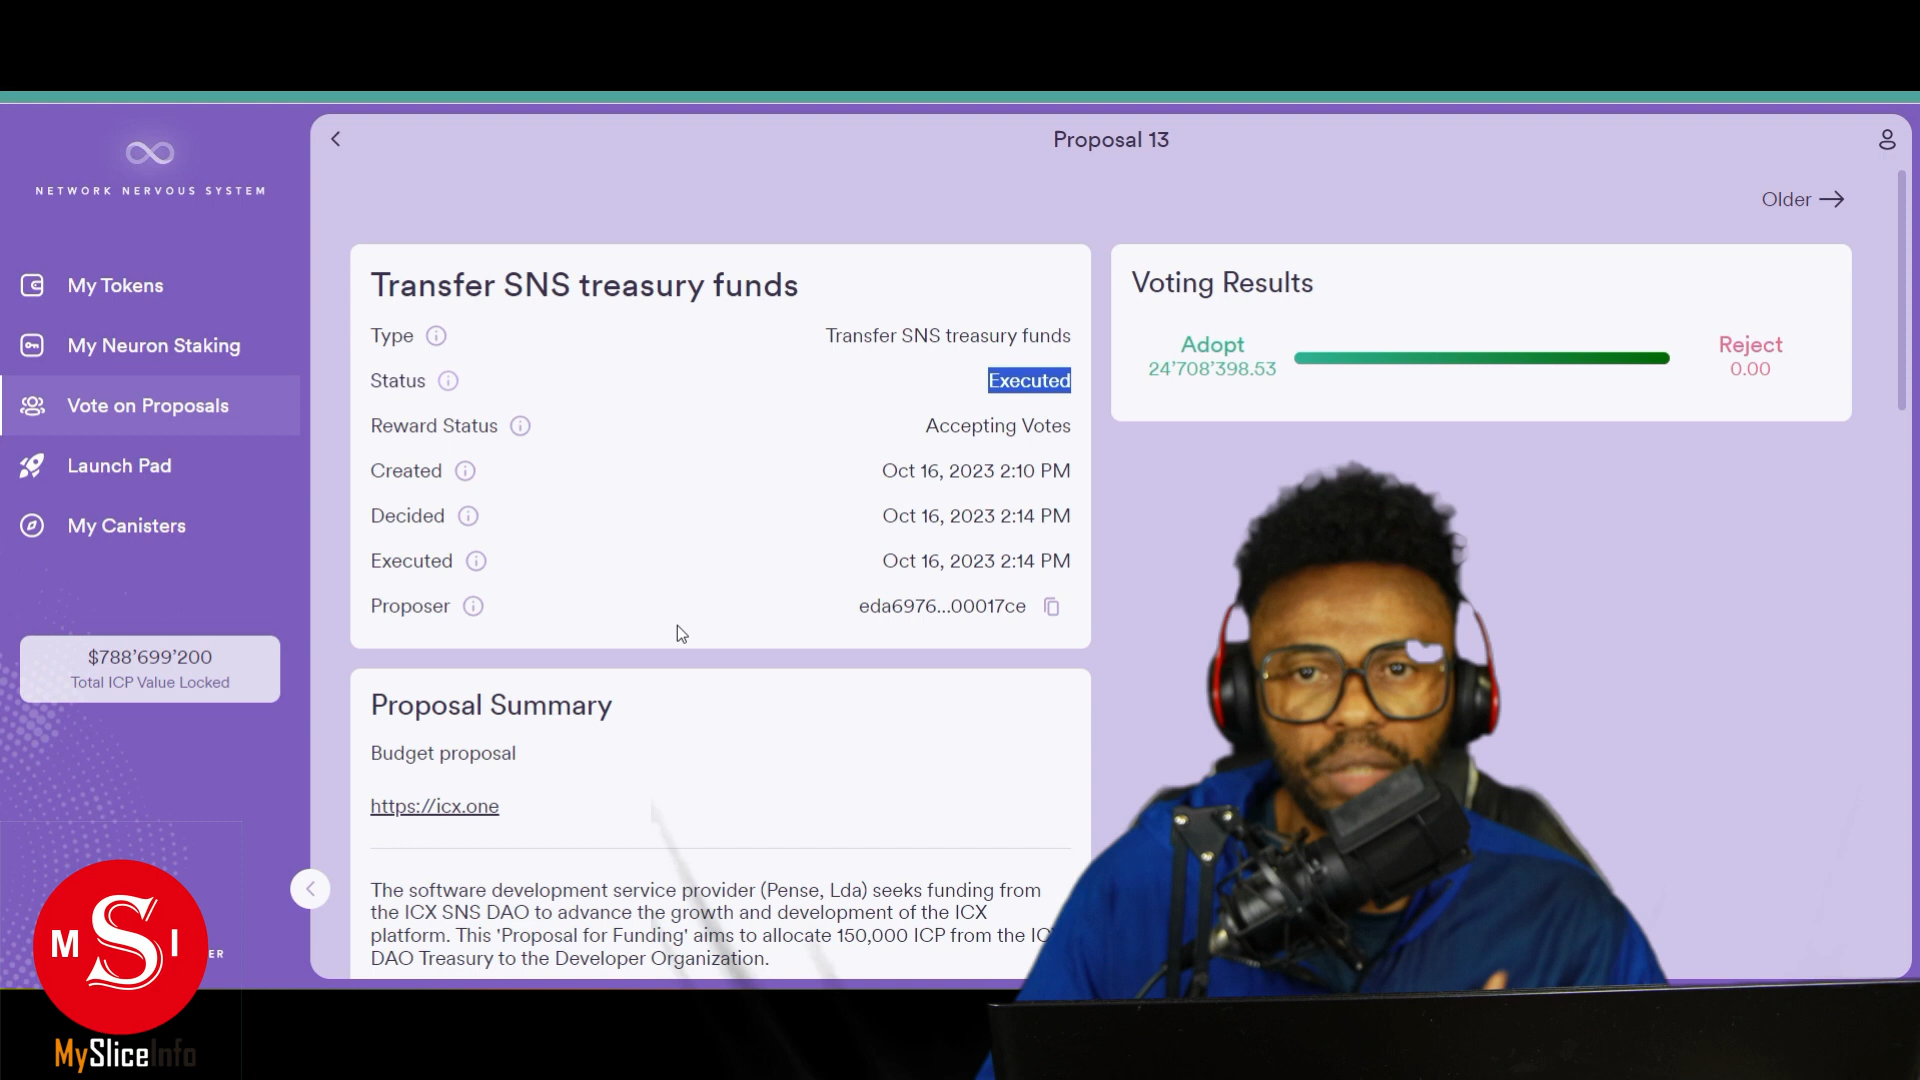 Proposal 13
NETWORK NERVOUS SYSTEM
Older
My Tokens
My Neuron Staking
Vote on Proposals
Launch Pad
My Canisters
$788’699’200
Total ICP Value Locked
Transfer SNS treasury funds
Type Transfer SNS treasury funds
Status Executed
Reward Status Accepting Votes
Created Oct 16, 2023 2:10 PM
Decided Oct 16, 2023 2:14 PM
Executed Oct 16, 2023 2:14 PM
Proposer eda6976...00017ce
Voting Results
Adopt
24’708’398.53
Reject
0.00
Proposal Summary
Budget proposal
https://icx.one
The software development service provider (Pense, Lda) seeks funding from
the ICX SNS DAO to advance the growth and development of the ICX
platform. This 'Proposal for Funding' aims to allocate 150,000 ICP from the
DAO Treasury to the Developer Organization.
M S I
MySliceInfo